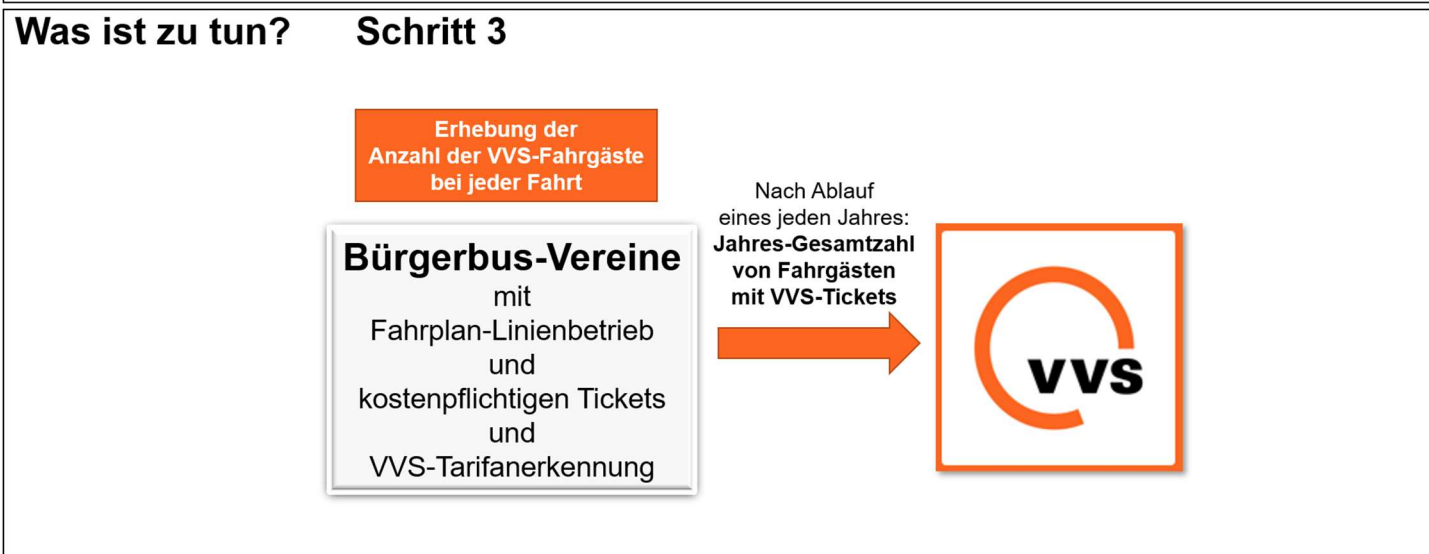 Was ist zu tun? Schritt 3
Erhebung der
Anzahl der VVS-Fahrgäste
bei jeder Fahrt
Bürgerbus-Vereine
mit
Fahrplan-Linienbetrieb
und
kostenpflichtigen Tickets
und
VVS-Tarifanerkennung
Nach Ablauf
eines jeden Jahres:
Jahres-Gesamtzahl
von Fahrgästen
mit VVS-Tickets
VVS